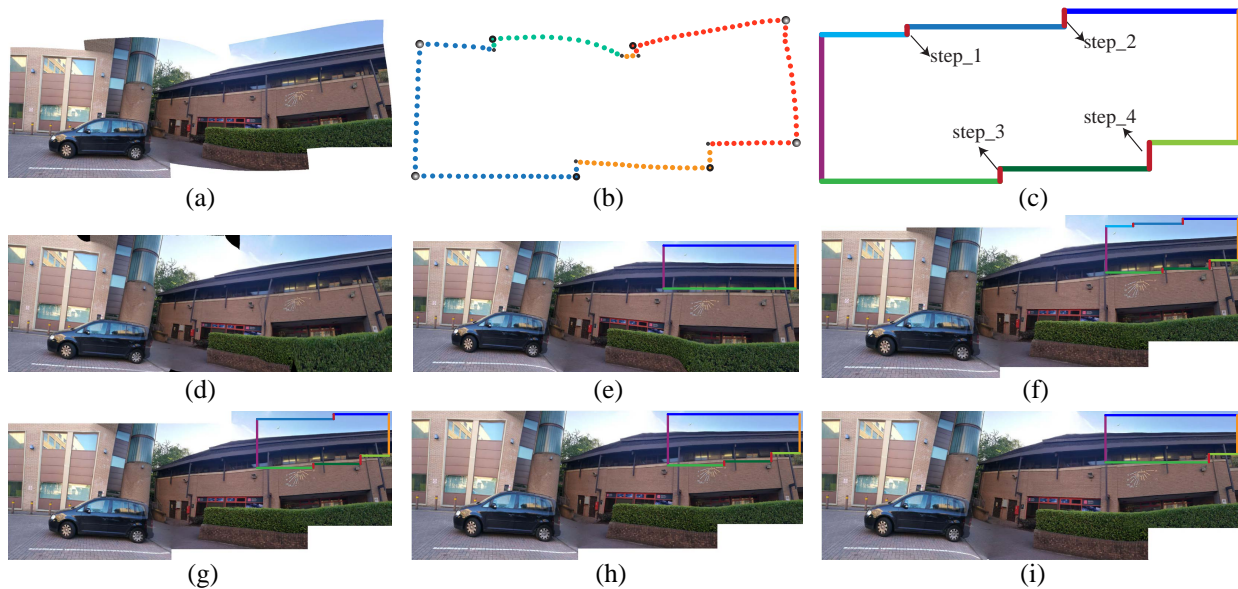 (a)
(b)
step_1
step_2
step_3
step_4
(c)
(d)
(e)
(f)
(g)
(h)
(i)